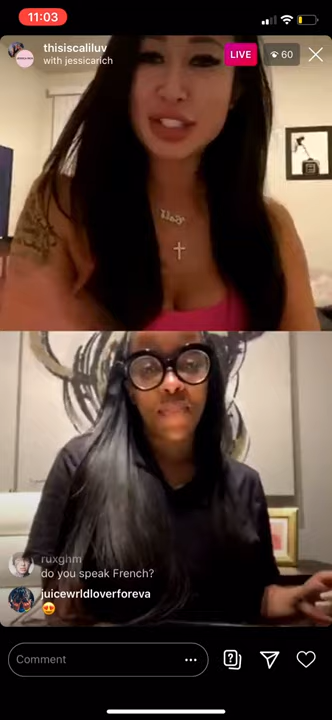 11:03
thisiscaliluv
with jessicarich
LIVE
60
ruxghm
do you speak French?
juicewrldloverforeva
Comment